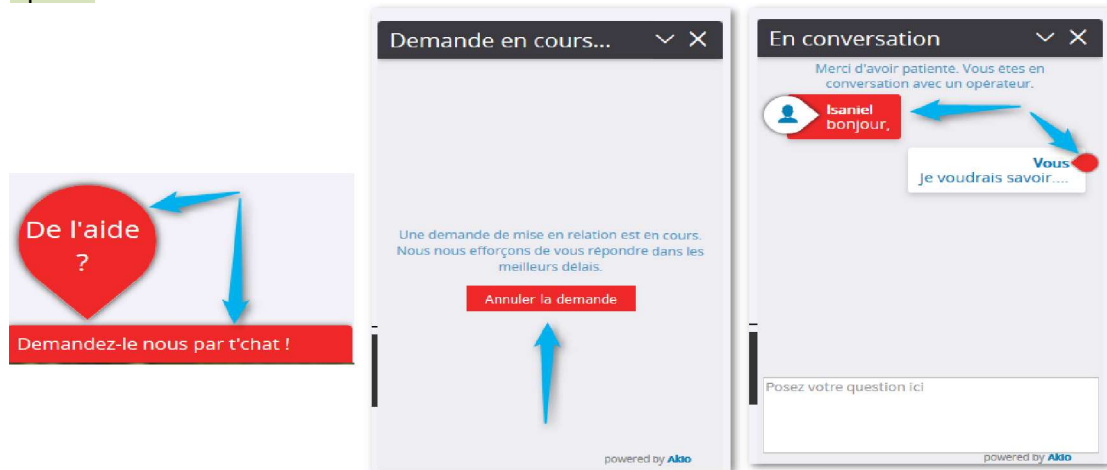 De l'aide
?
Demandez-le nous par t'chat !
Demande en cours...
Une demande de mise en relation est en cours.
Nous nous efforçons de vous répondre dans les
meilleurs délais.
Annuler la demande
powered by Akio
En conversation
Merci d'avoir patienté. Vous êtes en
conversation avec un opérateur.
Isaniel
bonjour,
Vous
Je voudrais savoir....
Posez votre question ici
powered by Akio